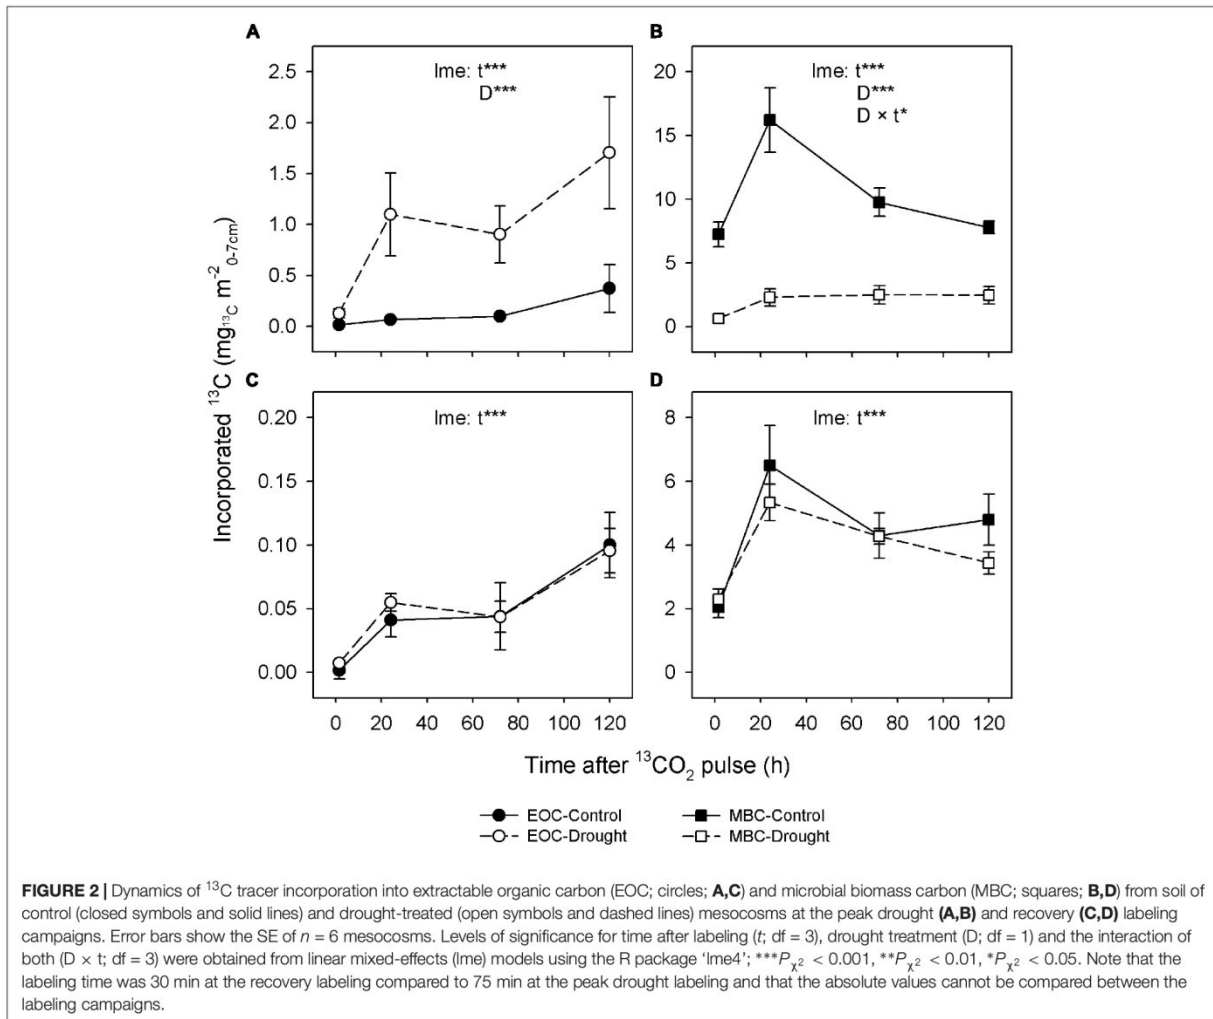 A
B
2.5
2.0
1.5
1.0
0.5
0.0
lme: t***
D***
20
15
10
5
0
lme: t***
D***
D × t*
Incorporated ¹³C (mg₁₃C m⁻²₀₋₇cm)
C
D
0.20
0.15
0.10
0.05
0.00
lme: t***
8
6
4
2
0
lme: t***
0 20 40 60 80 100 120
0 20 40 60 80 100 120
Time after ¹³CO₂ pulse (h)
EOC-Control
MBC-Control
EOC-Drought
MBC-Drought
FIGURE 2 | Dynamics of ¹³C tracer incorporation into extractable organic carbon (EOC; circles; A,C) and microbial biomass carbon (MBC; squares; B,D) from soil of
control (closed symbols and solid lines) and drought-treated (open symbols and dashed lines) mesocosms at the peak drought (A,B) and recovery (C,D) labeling
campaigns. Error bars show the SE of n = 6 mesocosms. Levels of significance for time after labeling (t; df = 3), drought treatment (D; df = 1) and the interaction of
both (D × t; df = 3) were obtained from linear mixed-effects (lme) models using the R package 'lme4'; ***Pχ² < 0.001, **Pχ² < 0.01, *Pχ² < 0.05. Note that the
labeling time was 30 min at the recovery labeling compared to 75 min at the peak drought labeling and that the absolute values cannot be compared between the
labeling campaigns.